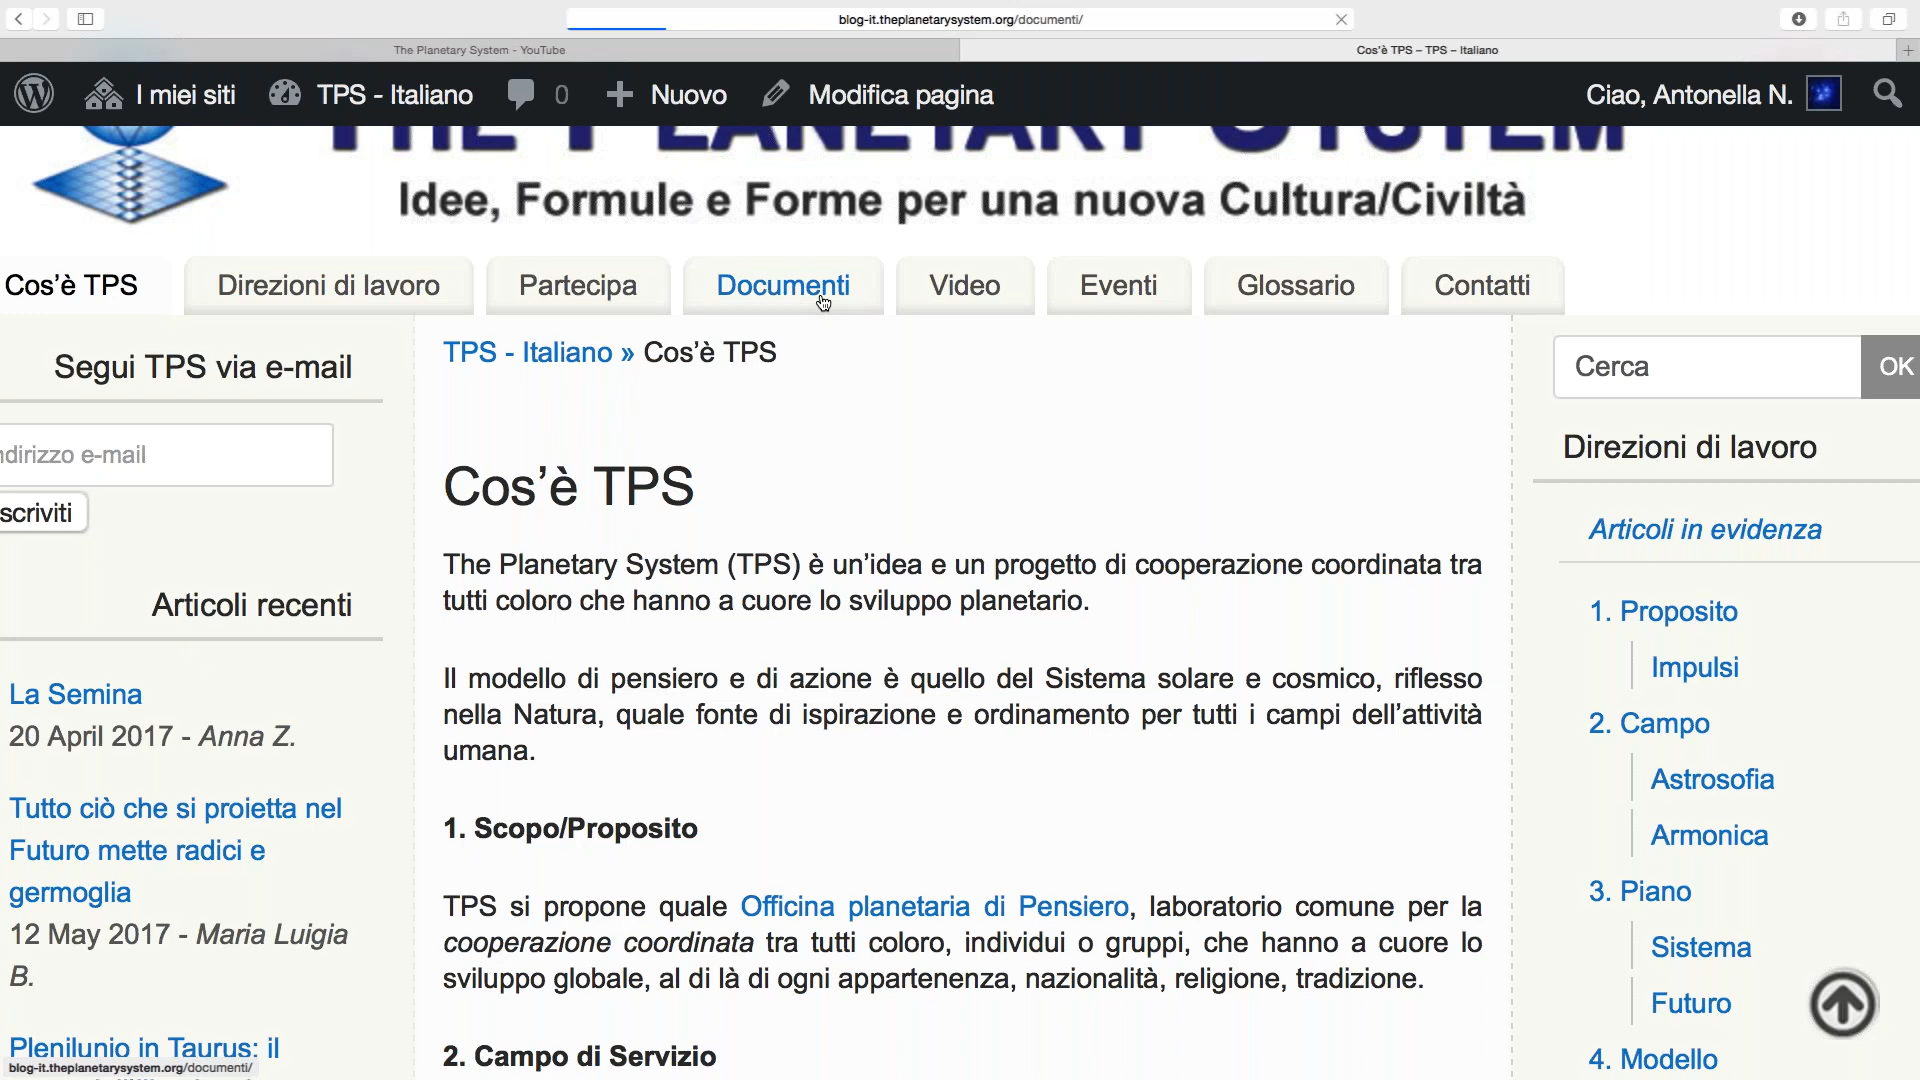 blog-it.theplanetarysystem.org/documenti/
The Planetary System - YouTube
Cos'è TPS – TPS – Italiano
I miei siti
TPS - Italiano
0
Nuovo
Modifica pagina
Ciao, Antonella N.
THE PLANETARY SYSTEM
Idee, Formule e Forme per una nuova Cultura/Civiltà
Cos'è TPS
Direzioni di lavoro
Partecipa
Documenti
Video
Eventi
Glossario
Contatti
Segui TPS via e-mail
ndirizzo e-mail
scriviti
Articoli recenti
La Semina
20 April 2017 - Anna Z.
Tutto ciò che si proietta nel
Futuro mette radici e
germoglia
12 May 2017 - Maria Luigia
B.
Plenilunio in Taurus: il
blog-it.theplanetarysystem.org/documenti/
TPS - Italiano » Cos'è TPS
Cos'è TPS
The Planetary System (TPS) è un'idea e un progetto di cooperazione coordinata tra
tutti coloro che hanno a cuore lo sviluppo planetario.
Il modello di pensiero e di azione è quello del Sistema solare e cosmico, riflesso
nella Natura, quale fonte di ispirazione e ordinamento per tutti i campi dell'attività
umana.
1. Scopo/Proposito
TPS si propone quale Officina planetaria di Pensiero, laboratorio comune per la
cooperazione coordinata tra tutti coloro, individui o gruppi, che hanno a cuore lo
sviluppo globale, al di là di ogni appartenenza, nazionalità, religione, tradizione.
2. Campo di Servizio
Cerca
OK
Direzioni di lavoro
Articoli in evidenza
1. Proposito
Impulsi
2. Campo
Astrosofia
Armonica
3. Piano
Sistema
Futuro
4. Modello